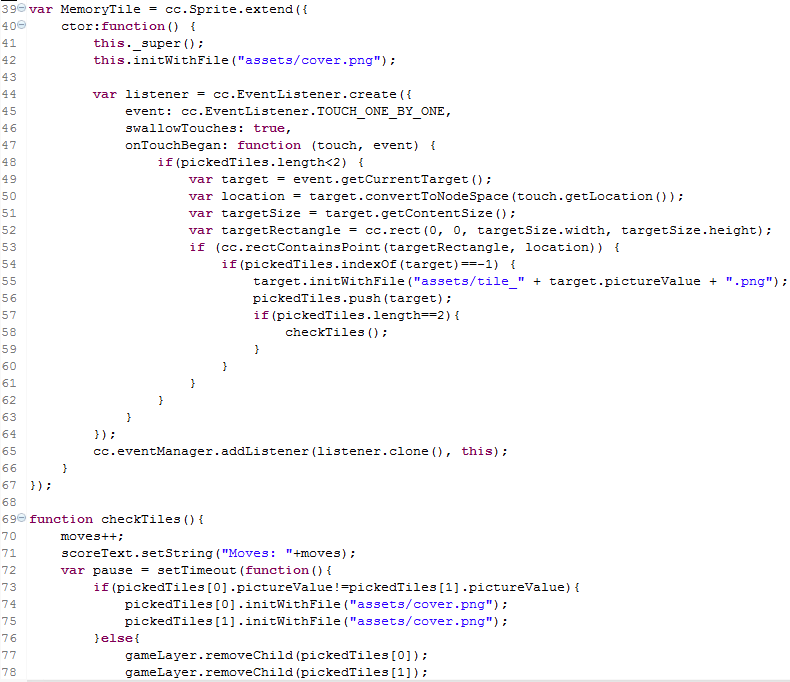 39 var MemoryTile = cc.Sprite.extend({
40     ctor:function() {
41         this._super();
42         this.initWithFile("assets/cover.png");
43
44         var listener = cc.EventListener.create({
45             event: cc.EventListener.TOUCH_ONE_BY_ONE,
46             swallowTouches: true,
47             onTouchBegan: function (touch, event) {
48                 if(pickedTiles.length<2) {
49                     var target = event.getCurrentTarget();
50                     var location = target.convertToNodeSpace(touch.getLocation());
51                     var targetSize = target.getContentSize();
52                     var targetRectangle = cc.rect(0, 0, targetSize.width, targetSize.height);
53                     if (cc.rectContainsPoint(targetRectangle, location)) {
54                         if(pickedTiles.indexOf(target)==-1) {
55                             target.initWithFile("assets/tile_" + target.pictureValue + ".png");
56                             pickedTiles.push(target);
57                             if(pickedTiles.length==2){
58                                 checkTiles();
59                             }
60                         }
61                     }
62                 }
63             }
64         });
65         cc.eventManager.addListener(listener.clone(), this);
66     }
67 });
68
69 function checkTiles(){
70     moves++;
71     scoreText.setString("Moves: "+moves);
72     var pause = setTimeout(function(){
73         if(pickedTiles[0].pictureValue!=pickedTiles[1].pictureValue){
74             pickedTiles[0].initWithFile("assets/cover.png");
75             pickedTiles[1].initWithFile("assets/cover.png");
76         }else{
77             gameLayer.removeChild(pickedTiles[0]);
78             gameLayer.removeChild(pickedTiles[1]);